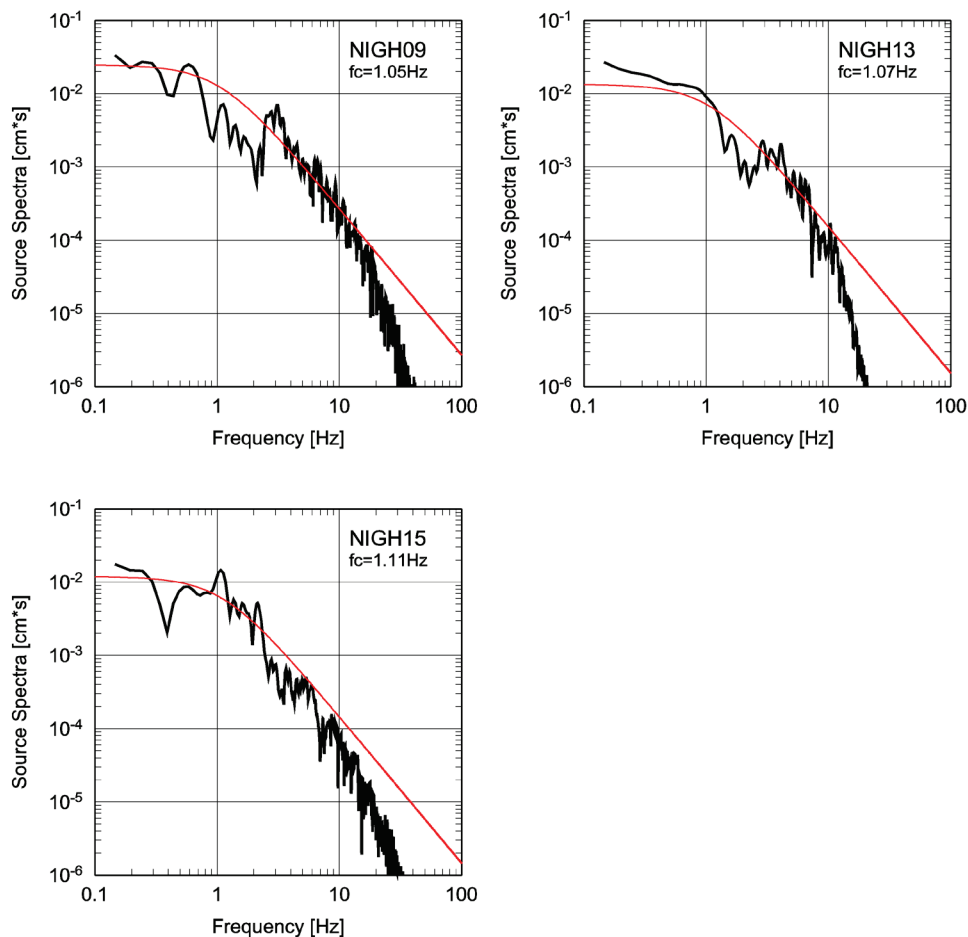 NIGH09
fc=1.05Hz
Source Spectra [cm*s]
10-1
10-2
10-3
10-4
10-5
10-6
0.1 1 10 100
Frequency [Hz]
NIGH13
fc=1.07Hz
Source Spectra [cm*s]
10-1
10-2
10-3
10-4
10-5
10-6
0.1 1 10 100
Frequency [Hz]
NIGH15
fc=1.11Hz
Source Spectra [cm*s]
10-1
10-2
10-3
10-4
10-5
10-6
0.1 1 10 100
Frequency [Hz]